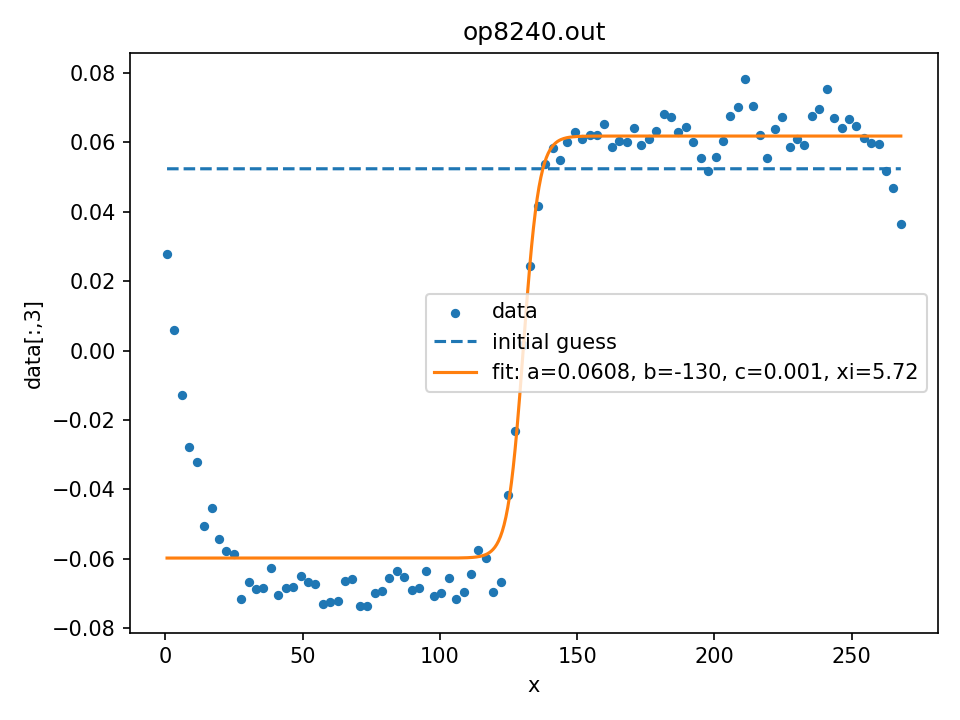 op8240.out
data[:,3]
0.08
0.06
0.04
0.02
0.00
−0.02
−0.04
−0.06
−0.08
data
initial guess
fit: a=0.0608, b=-130, c=0.001, xi=5.72
0 50 100 150 200 250
x